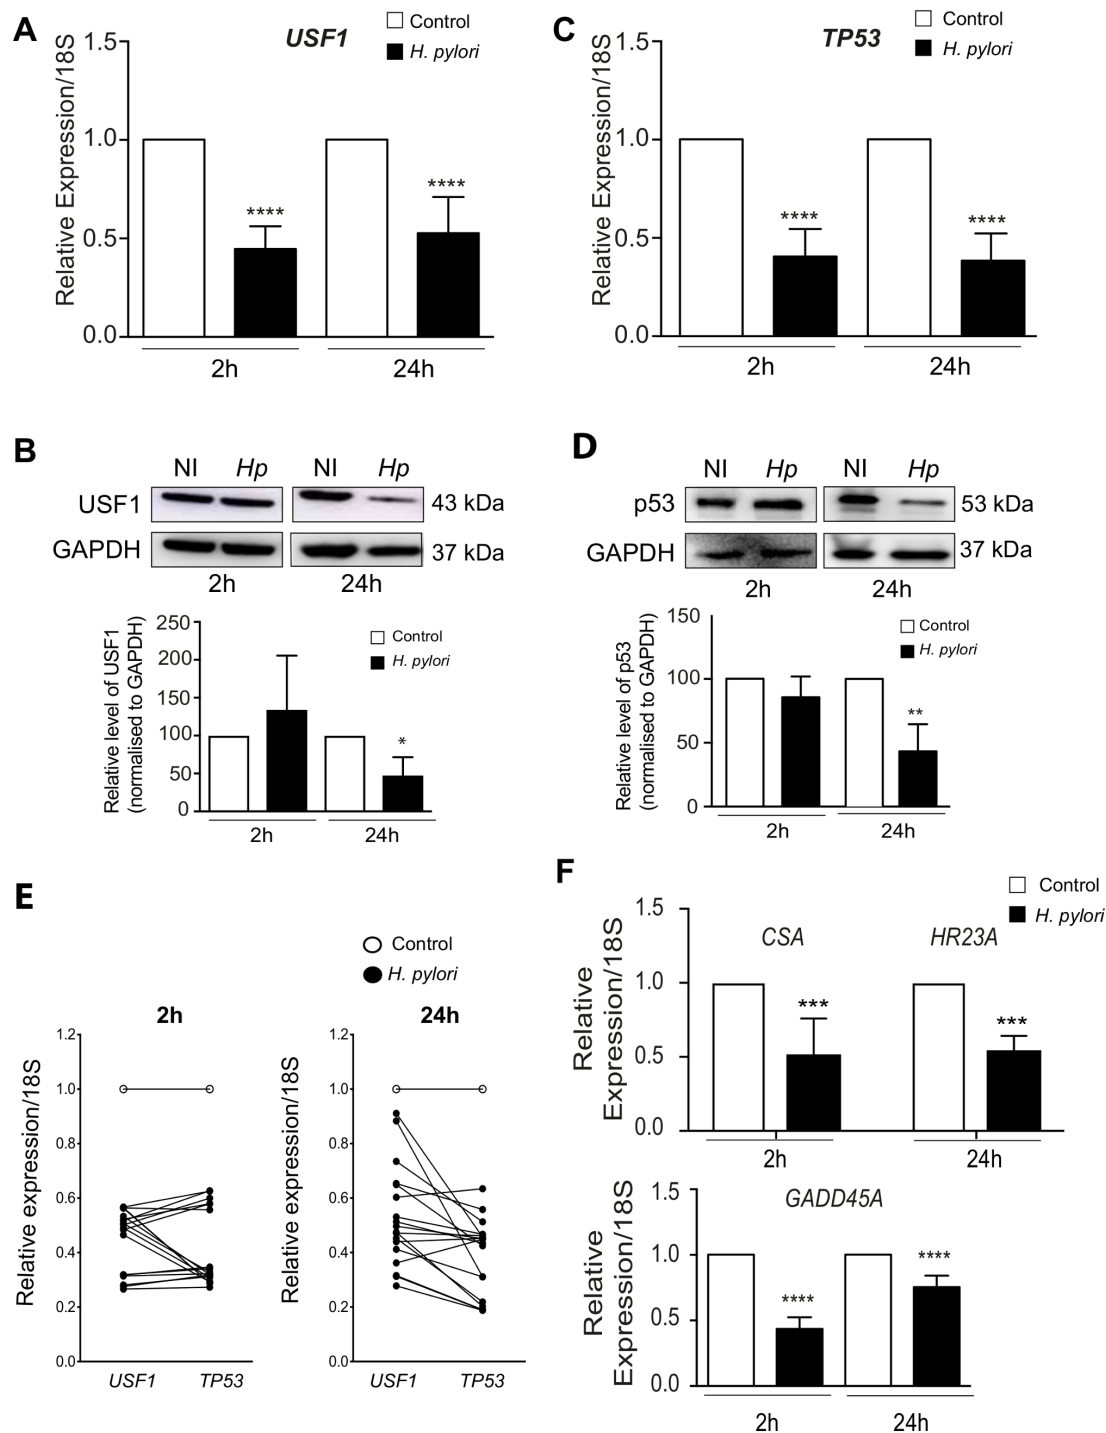 A
USF1
Control
H. pylori
Relative Expression/18S
1.5
1.0
0.5
0.0
****
****
2h
24h
C
TP53
Control
H. pylori
Relative Expression/18S
1.5
1.0
0.5
0.0
****
****
2h
24h
B
NI
Hp
NI
Hp
USF1
43 kDa
GAPDH
37 kDa
2h
24h
Relative level of USF1
(normalised to GAPDH)
250
200
150
100
50
0
Control
H. pylori
*
2h
24h
D
NI
Hp
NI
Hp
p53
53 kDa
GAPDH
37 kDa
2h
24h
Relative level of p53
(normalised to GAPDH)
150
100
50
0
Control
H. pylori
**
2h
24h
E
Control
H. pylori
2h
Relative expression/18S
1.2
1.0
0.8
0.6
0.4
0.2
0.0
USF1
TP53
24h
Relative expression/18S
1.2
1.0
0.8
0.6
0.4
0.2
0.0
USF1
TP53
F
Control
H. pylori
Relative
Expression/18S
1.5
1.0
0.5
0.0
CSA
HR23A
***
***
2h
24h
Relative
Expression/18S
1.5
1.0
0.5
0.0
GADD45A
****
****
2h
24h